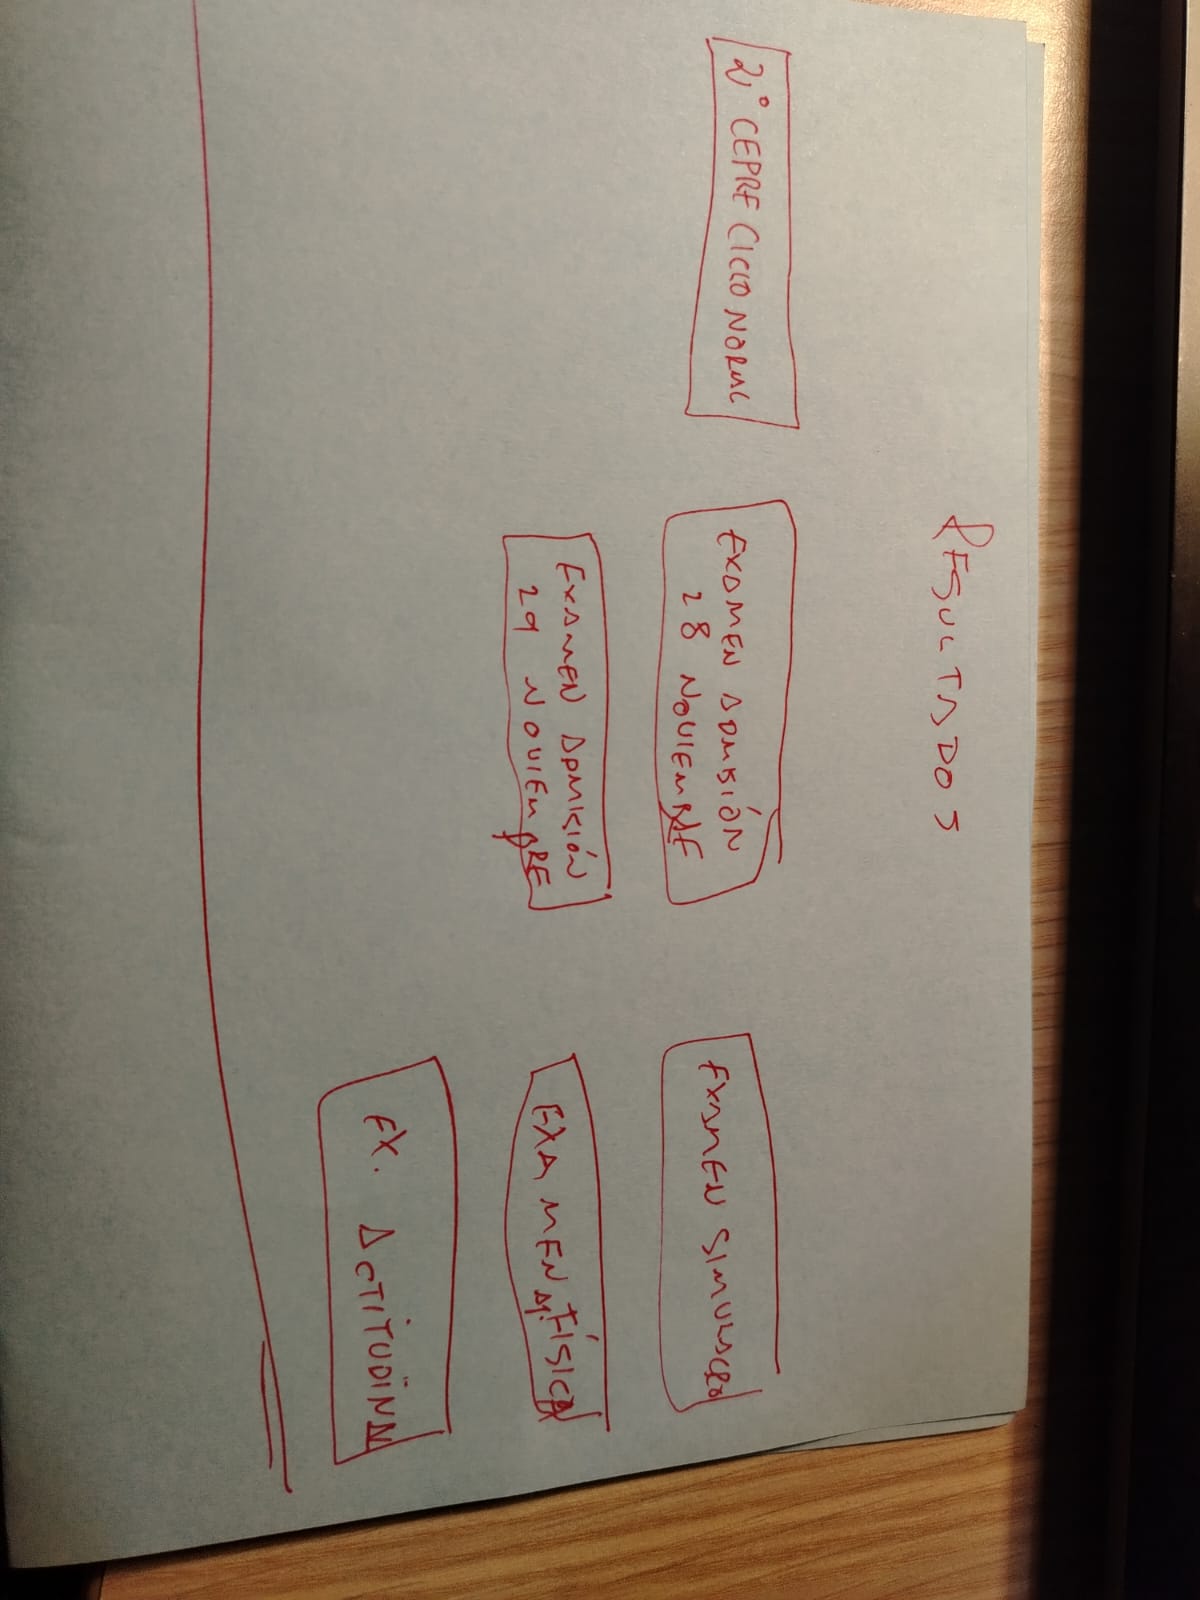 RESULTADOS
2° CEPRE CICLO NORMAL
EXAMEN ADMISIÓN
28 NOVIEMBRE
EXAMEN SIMULACRO
EXAMEN ADMISIÓN
29 NOVIEMBRE
EXAMEN FÍSICA
EX. ACTITUDINAL